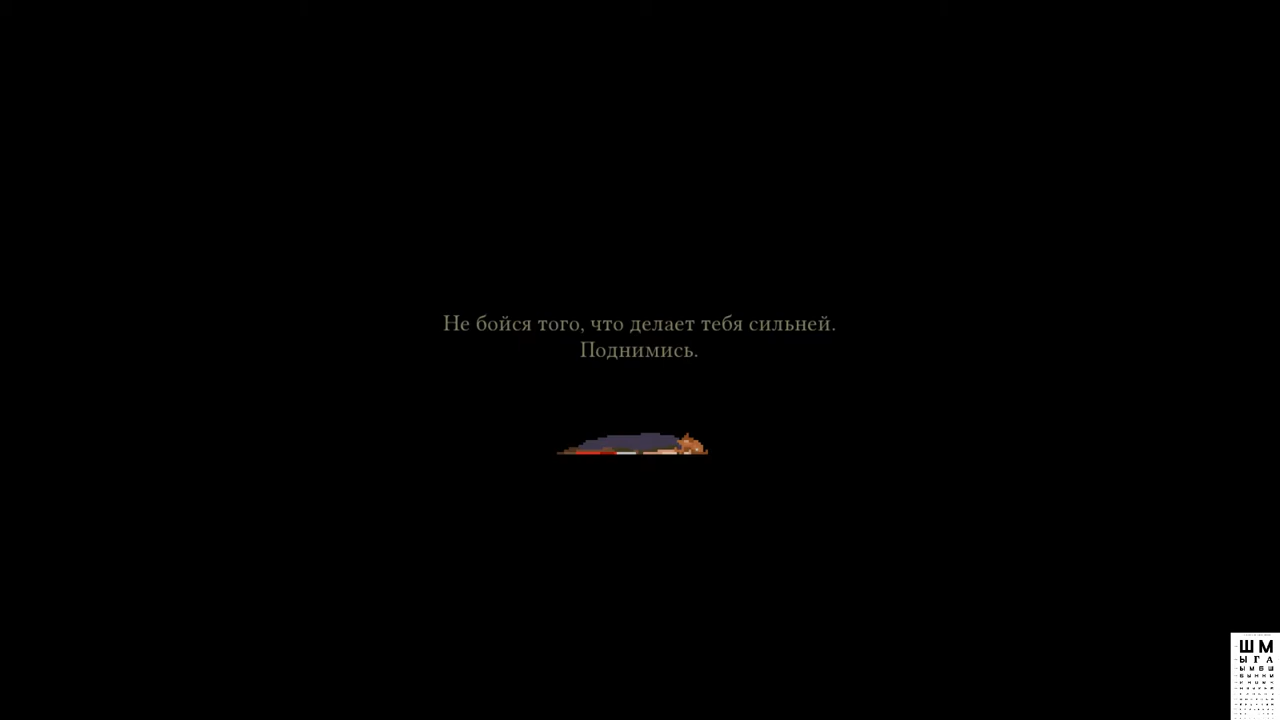 Не бойся того, что делает тебя сильней.
Поднимись.
Ш М
Ы Г А
Ы М Б Ш
Б Ы Н К И